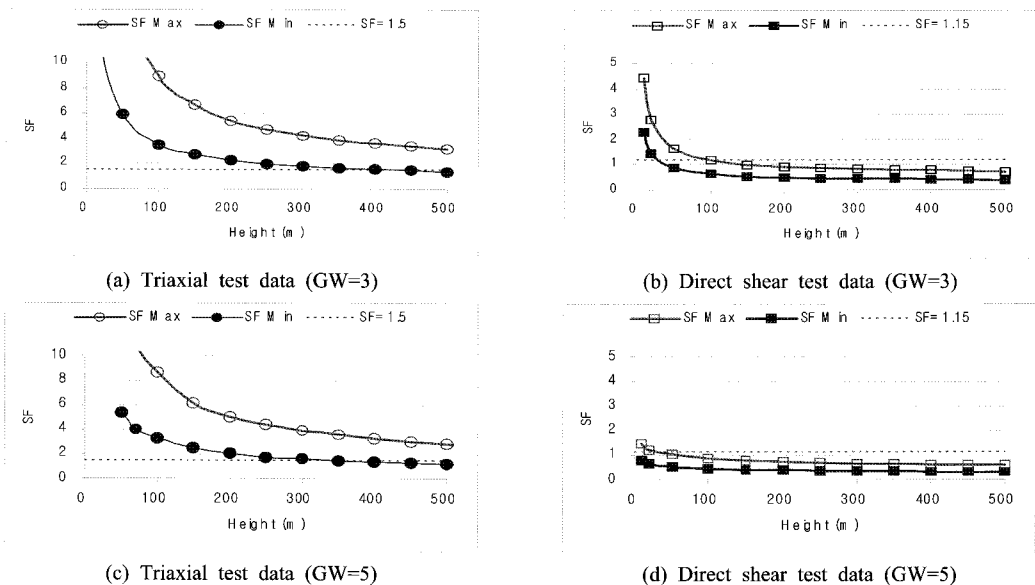 SF Max SF Min SF=1.5
10
8
6
4
2
0
SF
0 100 200 300 400 500
Height(m)
(a) Triaxial test data (GW=3)
SF Max SF Min SF=1.15
5
4
3
2
1
0
SF
0 100 200 300 400 500
Height(m)
(b) Direct shear test data (GW=3)
SF Max SF Min SF=1.5
10
8
6
4
2
0
SF
0 100 200 300 400 500
Height(m)
(c) Triaxial test data (GW=5)
SF Max SF Min SF=1.15
5
4
3
2
1
0
SF
0 100 200 300 400 500
Height(m)
(d) Direct shear test data (GW=5)